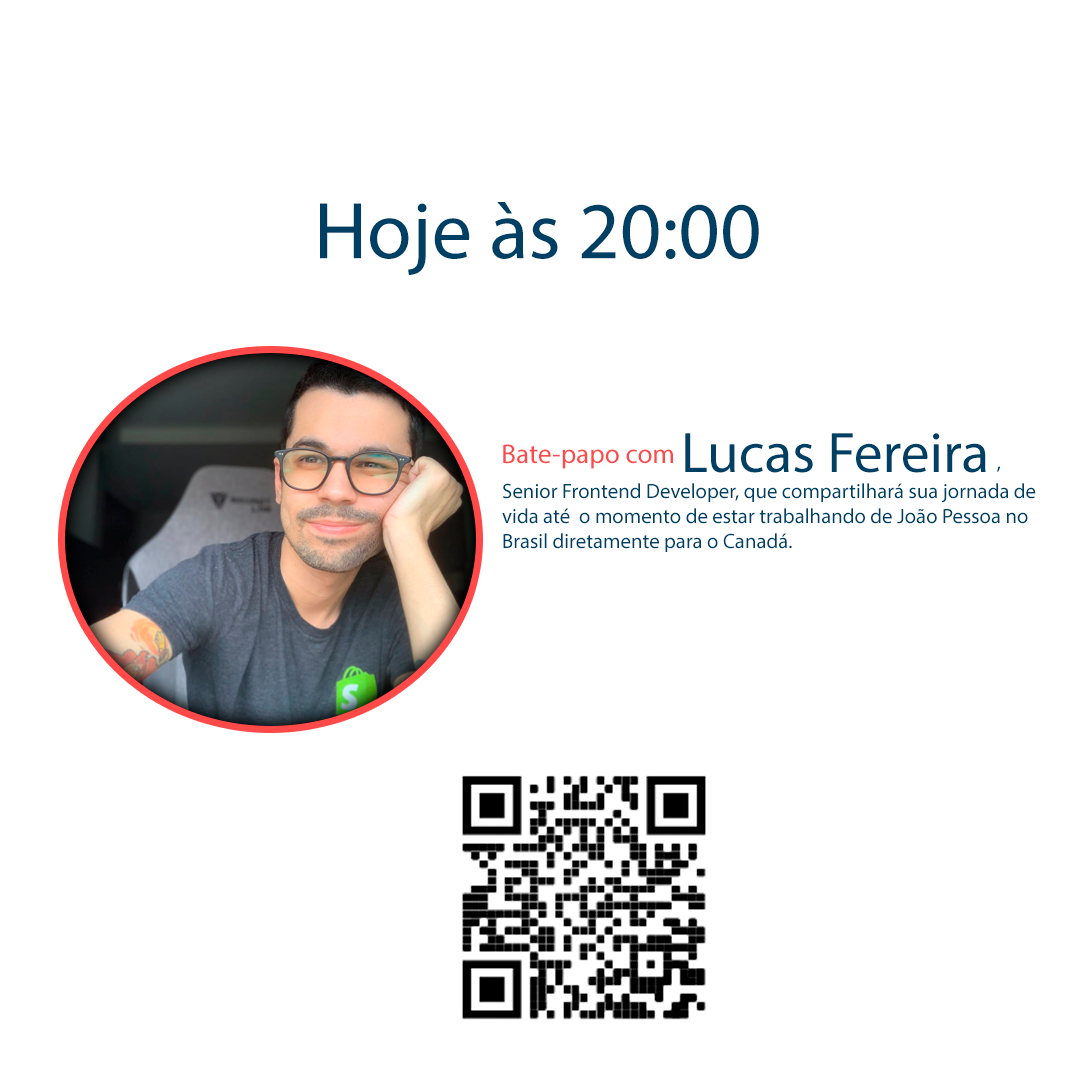 Hoje às 20:00
Bate-papo com Lucas Fereira ,
Senior Frontend Developer, que compartilhará sua jornada de
vida até o momento de estar trabalhando de João Pessoa no
Brasil diretamente para o Canadá.
S